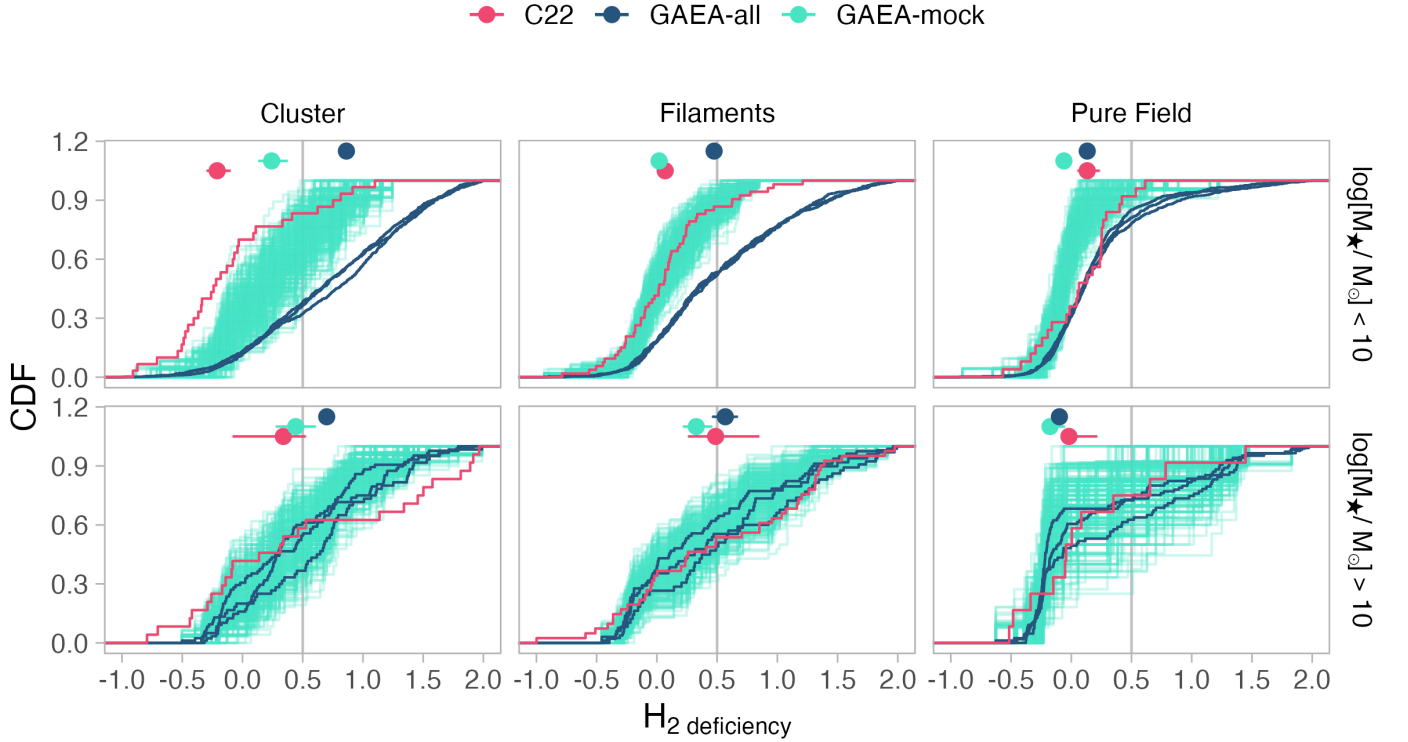 C22 GAEA-all GAEA-mock
Cluster Filaments Pure Field
1.2
0.9
0.6
0.3
0.0
log[M★/ M⊙] < 10
CDF
1.2
0.9
0.6
0.3
0.0
log[M★/ M⊙] > 10
-1.0 -0.5 0.0 0.5 1.0 1.5 2.0 -1.0 -0.5 0.0 0.5 1.0 1.5 2.0 -1.0 -0.5 0.0 0.5 1.0 1.5 2.0
H2 deficiency